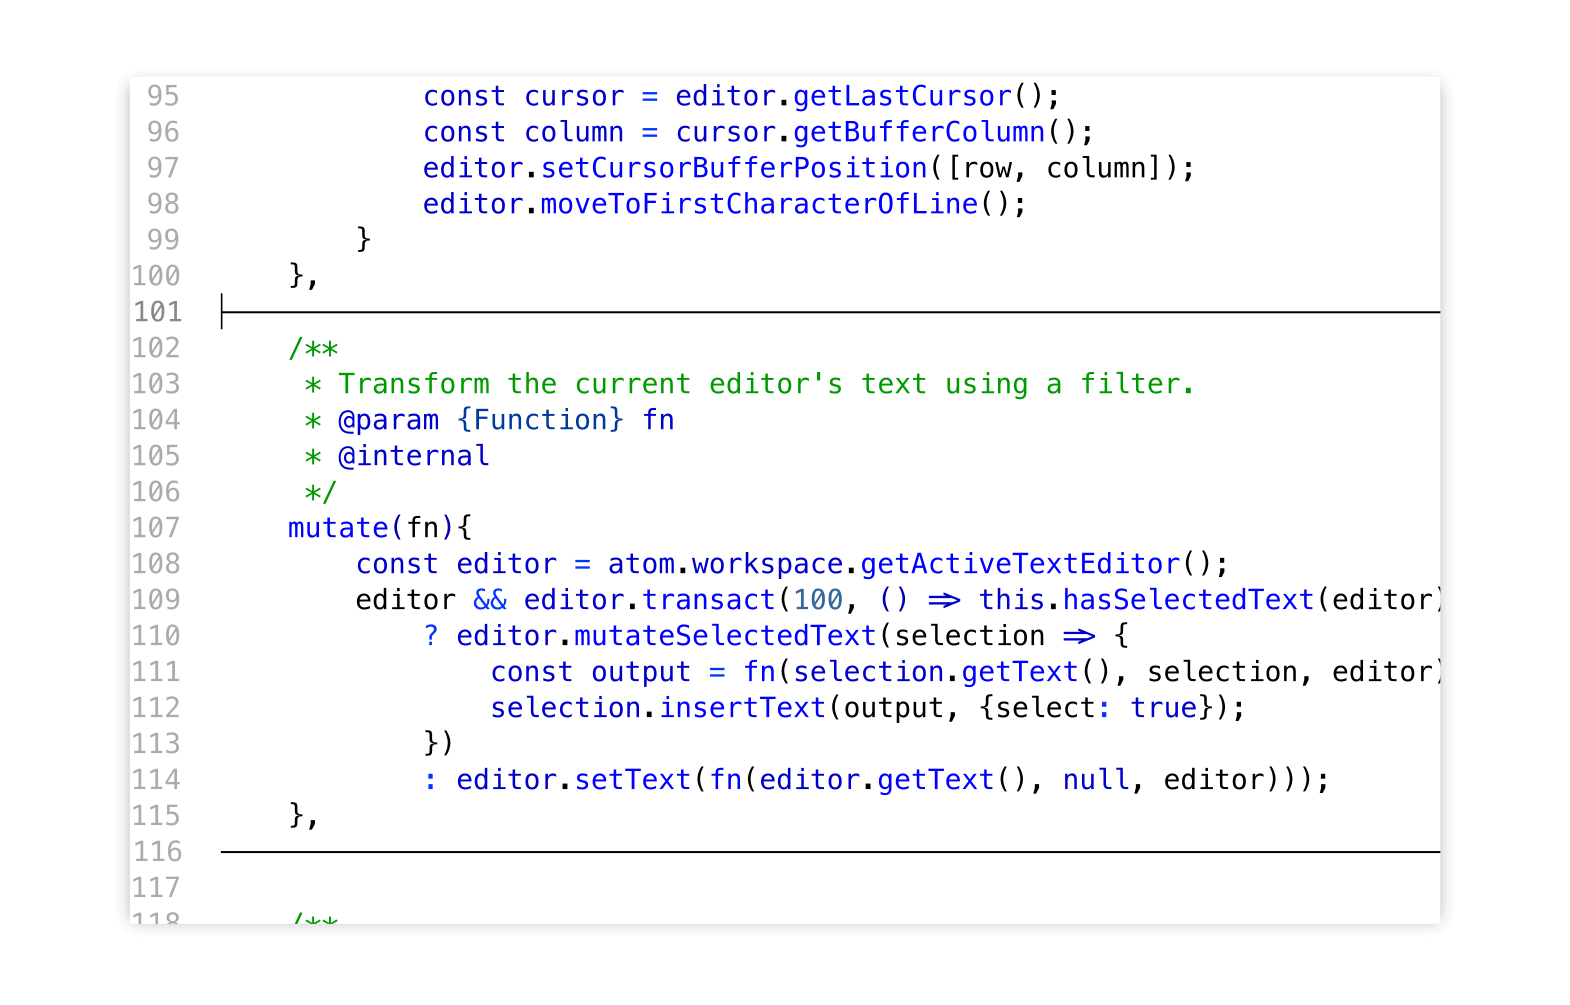 95 const cursor = editor.getLastCursor();
96 const column = cursor.getBufferColumn();
97 editor.setCursorBufferPosition([row, column]);
98 editor.moveToFirstCharacterOfLine();
99 }
100 },
101
102 /**
103 * Transform the current editor's text using a filter.
104 * @param {Function} fn
105 * @internal
106 */
107 mutate(fn){
108 const editor = atom.workspace.getActiveTextEditor();
109 editor && editor.transact(100, () => this.hasSelectedText(editor)
110 ? editor.mutateSelectedText(selection => {
111 const output = fn(selection.getText(), selection, editor)
112 selection.insertText(output, {select: true});
113 })
114 : editor.setText(fn(editor.getText(), null, editor)));
115 },
116
117
118 /**